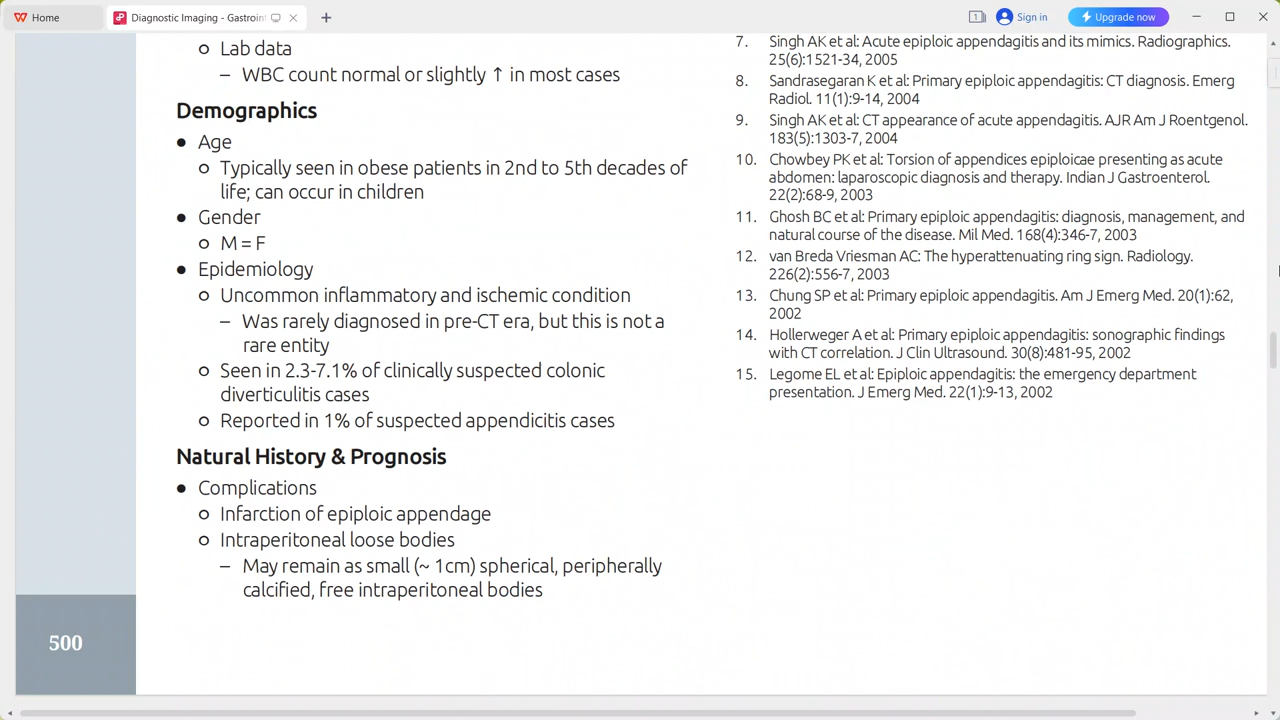 Home
Diagnostic Imaging - Gastroint
Sign in
Upgrade now
o Lab data
– WBC count normal or slightly ↑ in most cases
Demographics
● Age
o Typically seen in obese patients in 2nd to 5th decades of
life; can occur in children
● Gender
o M = F
● Epidemiology
o Uncommon inflammatory and ischemic condition
– Was rarely diagnosed in pre-CT era, but this is not a
rare entity
o Seen in 2.3-7.1% of clinically suspected colonic
diverticulitis cases
o Reported in 1% of suspected appendicitis cases
Natural History & Prognosis
● Complications
o Infarction of epiploic appendage
o Intraperitoneal loose bodies
– May remain as small (~ 1cm) spherical, peripherally
calcified, free intraperitoneal bodies
500
7. Singh AK et al: Acute epiploic appendagitis and its mimics. Radiographics.
25(6):1521-34, 2005
8. Sandrasegaran K et al: Primary epiploic appendagitis: CT diagnosis. Emerg
Radiol. 11(1):9-14, 2004
9. Singh AK et al: CT appearance of acute appendagitis. AJR Am J Roentgenol.
183(5):1303-7, 2004
10. Chowbey PK et al: Torsion of appendices epiploicae presenting as acute
abdomen: laparoscopic diagnosis and therapy. Indian J Gastroenterol.
22(2):68-9, 2003
11. Ghosh BC et al: Primary epiploic appendagitis: diagnosis, management, and
natural course of the disease. Mil Med. 168(4):346-7, 2003
12. van Breda Vriesman AC: The hyperattenuating ring sign. Radiology.
226(2):556-7, 2003
13. Chung SP et al: Primary epiploic appendagitis. Am J Emerg Med. 20(1):62,
2002
14. Hollerweger A et al: Primary epiploic appendagitis: sonographic findings
with CT correlation. J Clin Ultrasound. 30(8):481-95, 2002
15. Legome EL et al: Epiploic appendagitis: the emergency department
presentation. J Emerg Med. 22(1):9-13, 2002